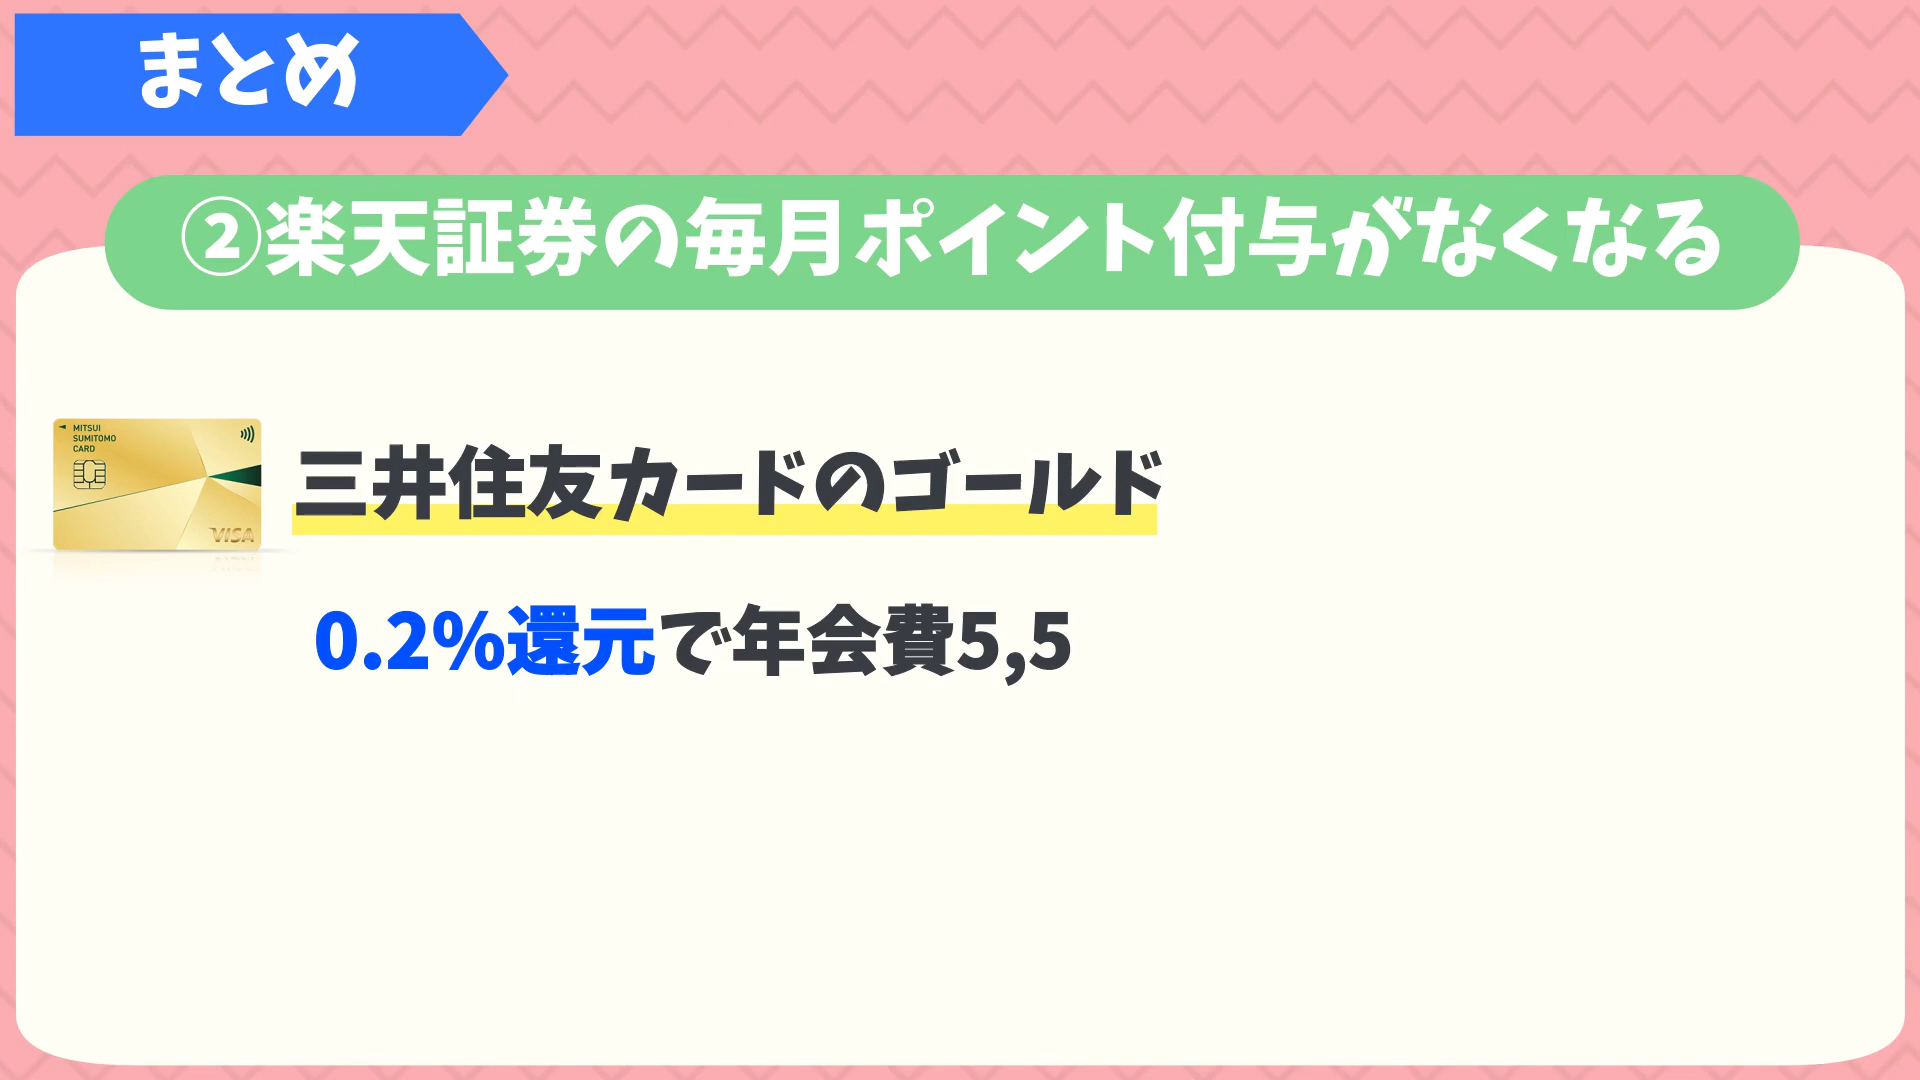 まとめ
②楽天証券の毎月ポイント付与がなくなる
MITSUI
SUMITOMO
CARD
VISA
三井住友カードのゴールド
0.2%還元で年会費5,5